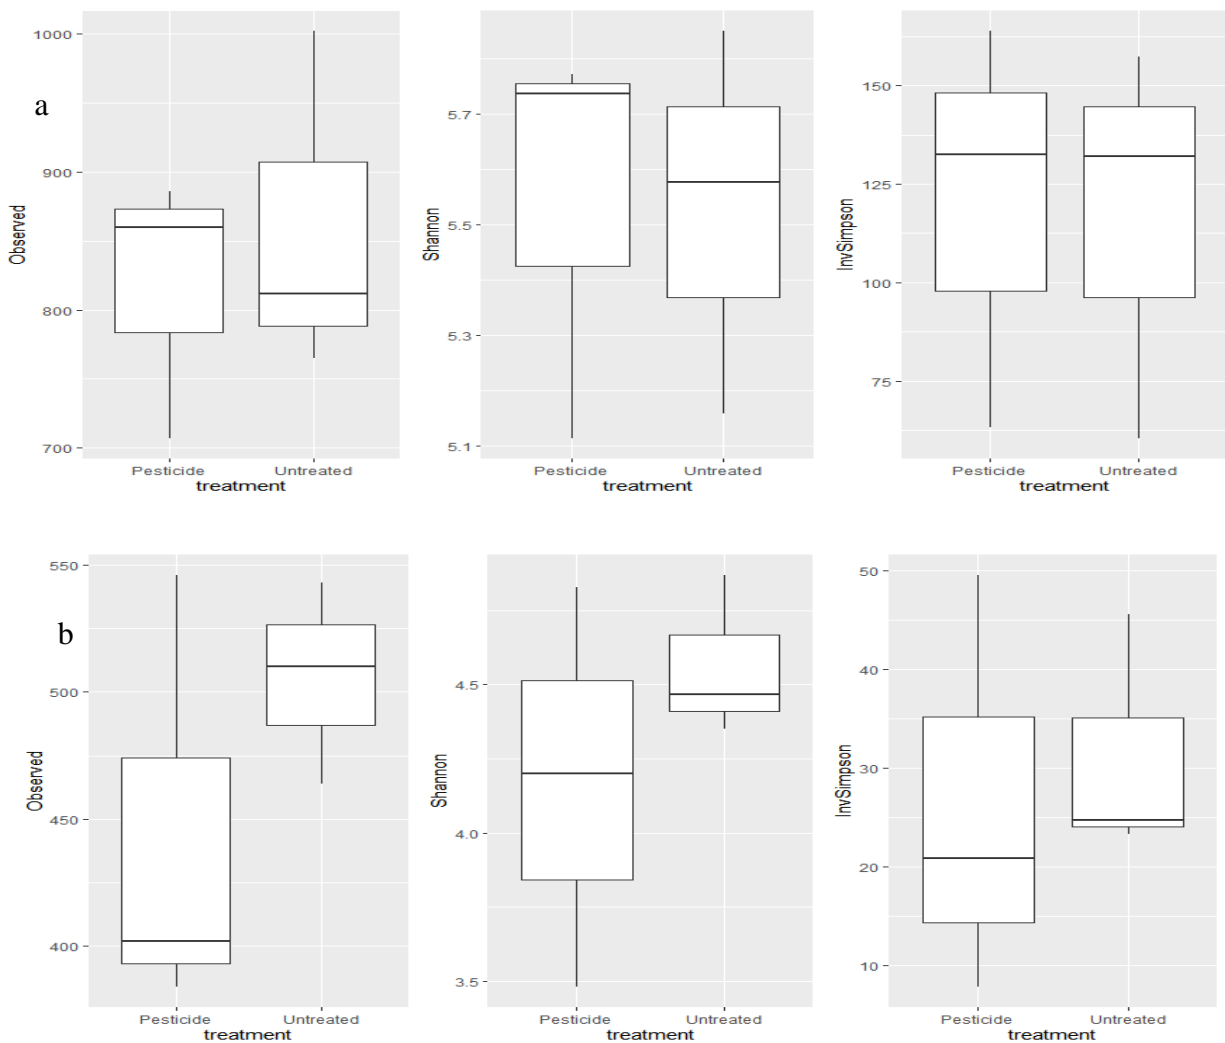 a
Observed
1000
900
800
700
Pesticide Untreated
treatment
Shannon
5.7
5.5
5.3
5.1
Pesticide Untreated
treatment
InvSimpson
150
125
100
75
Pesticide Untreated
treatment
b
Observed
550
500
450
400
Pesticide Untreated
treatment
Shannon
4.5
4.0
3.5
Pesticide Untreated
treatment
InvSimpson
50
40
30
20
10
Pesticide Untreated
treatment